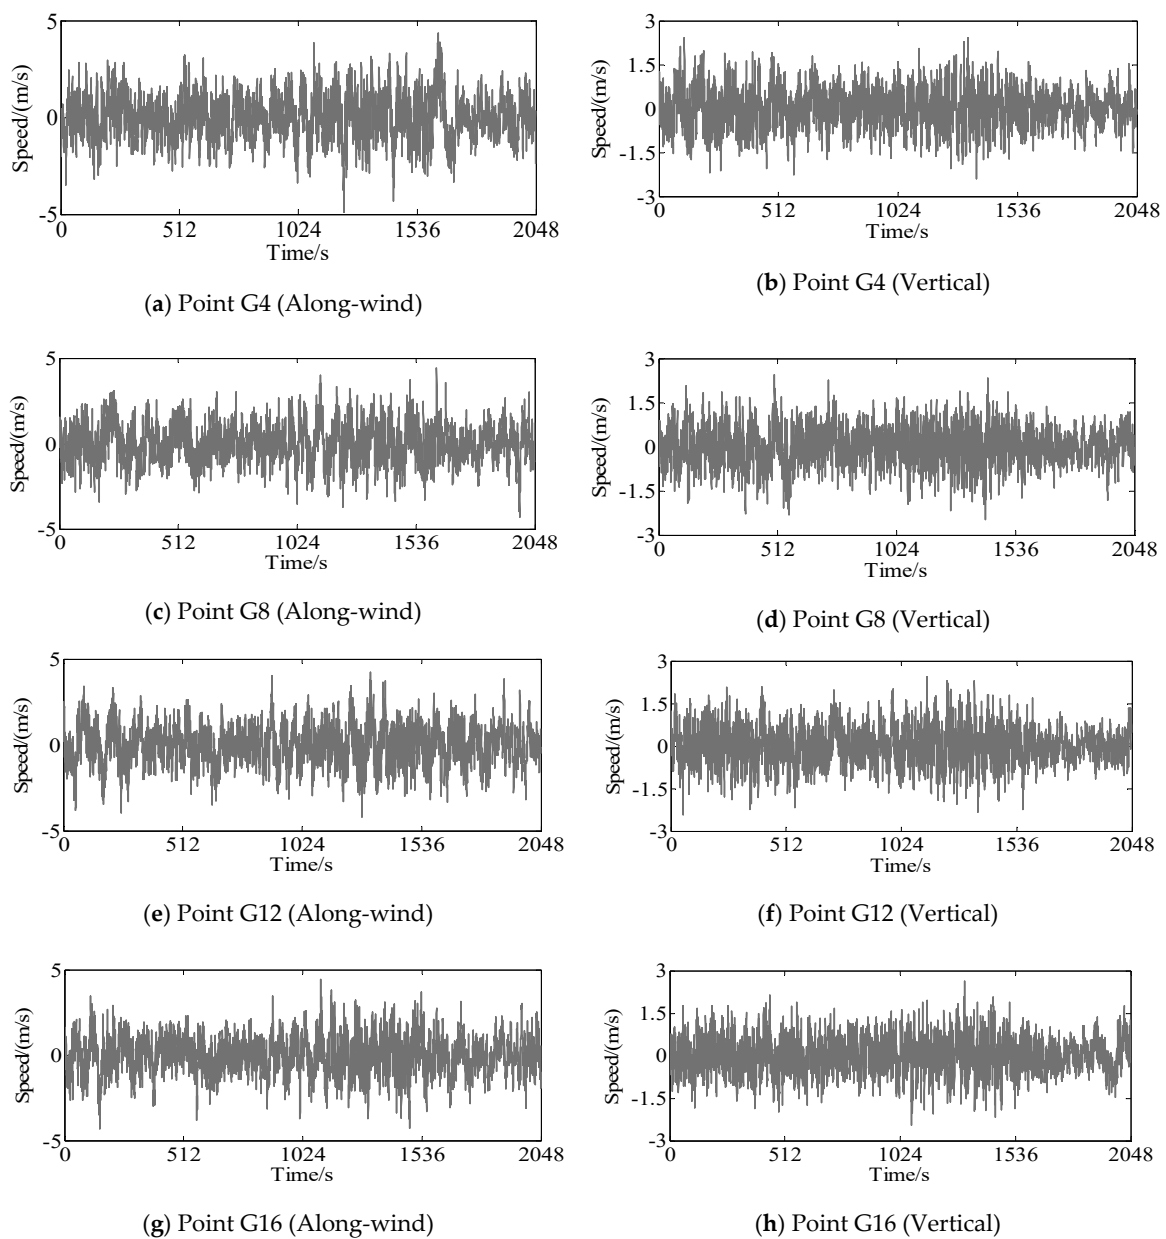 5
0
-5
Speed/(m/s)
0 512 1024 1536 2048
Time/s
(a) Point G4 (Along-wind)
3
1.5
0
-1.5
-3
Speed/(m/s)
0 512 1024 1536 2048
Time/s
(b) Point G4 (Vertical)
5
0
-5
Speed/(m/s)
0 512 1024 1536 2048
Time/s
(c) Point G8 (Along-wind)
3
1.5
0
-1.5
-3
Speed/(m/s)
0 512 1024 1536 2048
Time/s
(d) Point G8 (Vertical)
5
0
-5
Speed/(m/s)
0 512 1024 1536 2048
Time/s
(e) Point G12 (Along-wind)
3
1.5
0
-1.5
-3
Speed/(m/s)
0 512 1024 1536 2048
Time/s
(f) Point G12 (Vertical)
5
0
-5
Speed/(m/s)
0 512 1024 1536 2048
Time/s
(g) Point G16 (Along-wind)
3
1.5
0
-1.5
-3
Speed/(m/s)
0 512 1024 1536 2048
Time/s
(h) Point G16 (Vertical)